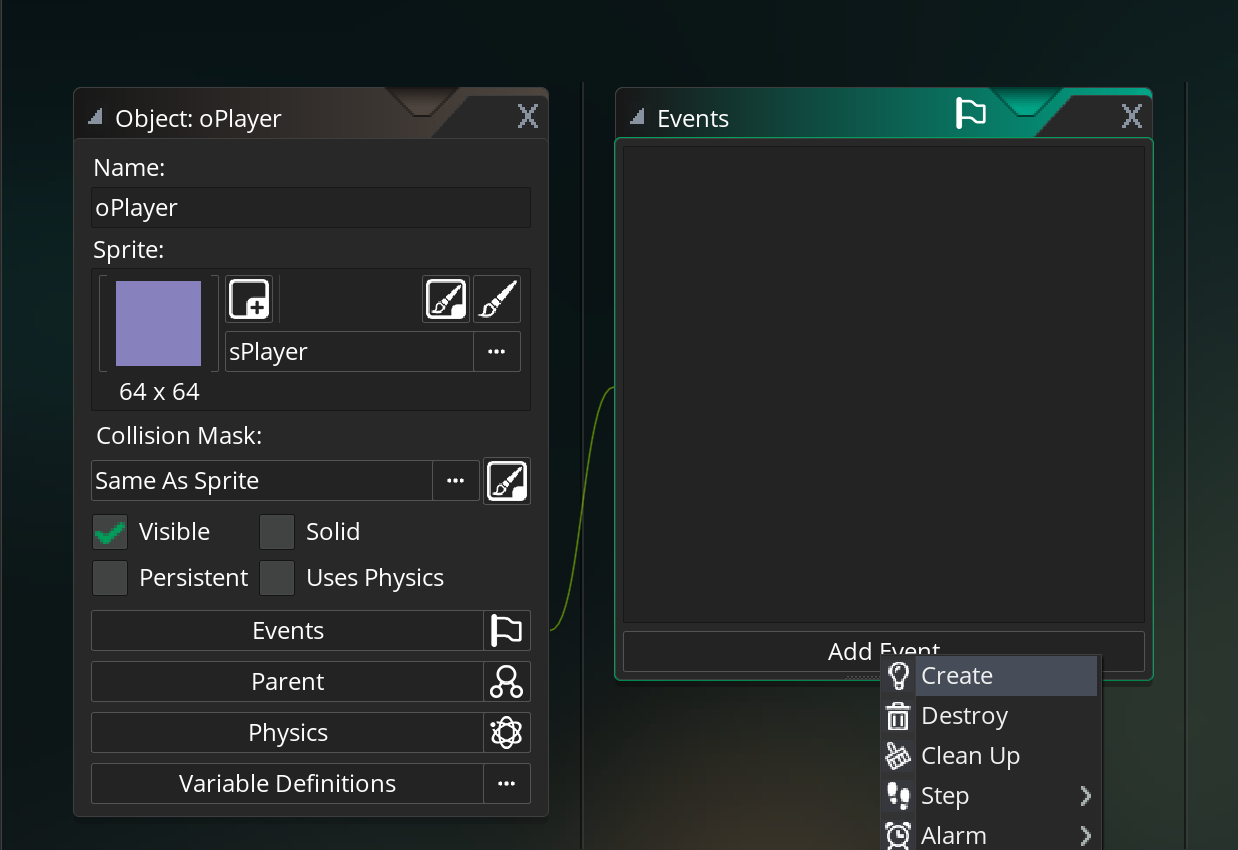 Object: oPlayer
Name:
oPlayer
Sprite:
sPlayer
64 x 64
Collision Mask:
Same As Sprite
Visible
Solid
Persistent
Uses Physics
Events
Parent
Physics
Variable Definitions
Events
Add Event
Create
Destroy
Clean Up
Step
Alarm